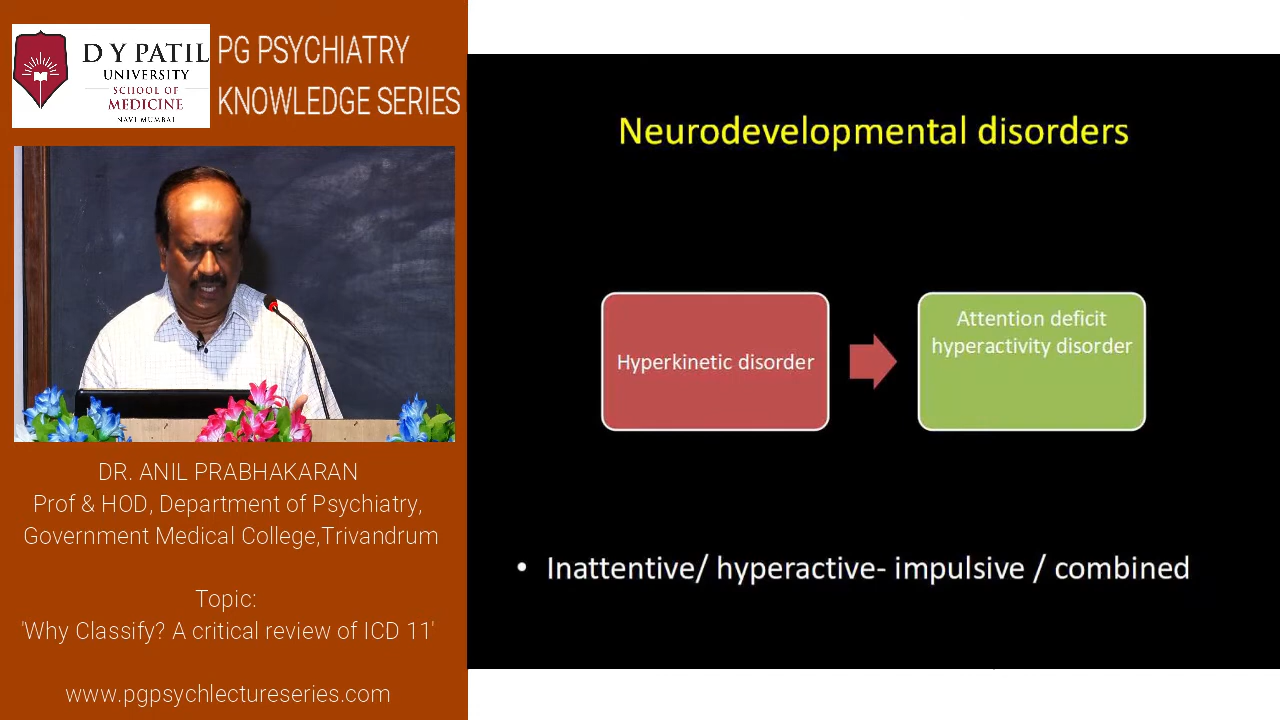 D Y PATIL
UNIVERSITY
SCHOOL OF
MEDICINE
NAVI MUMBAI
PG PSYCHIATRY
KNOWLEDGE SERIES
DR. ANIL PRABHAKARAN
Prof & HOD, Department of Psychiatry,
Government Medical College,Trivandrum
Topic:
'Why Classify? A critical review of ICD 11'
www.pgpsychlectureseries.com
Neurodevelopmental disorders
Hyperkinetic disorder
Attention deficit
hyperactivity disorder
• Inattentive/ hyperactive- impulsive / combined